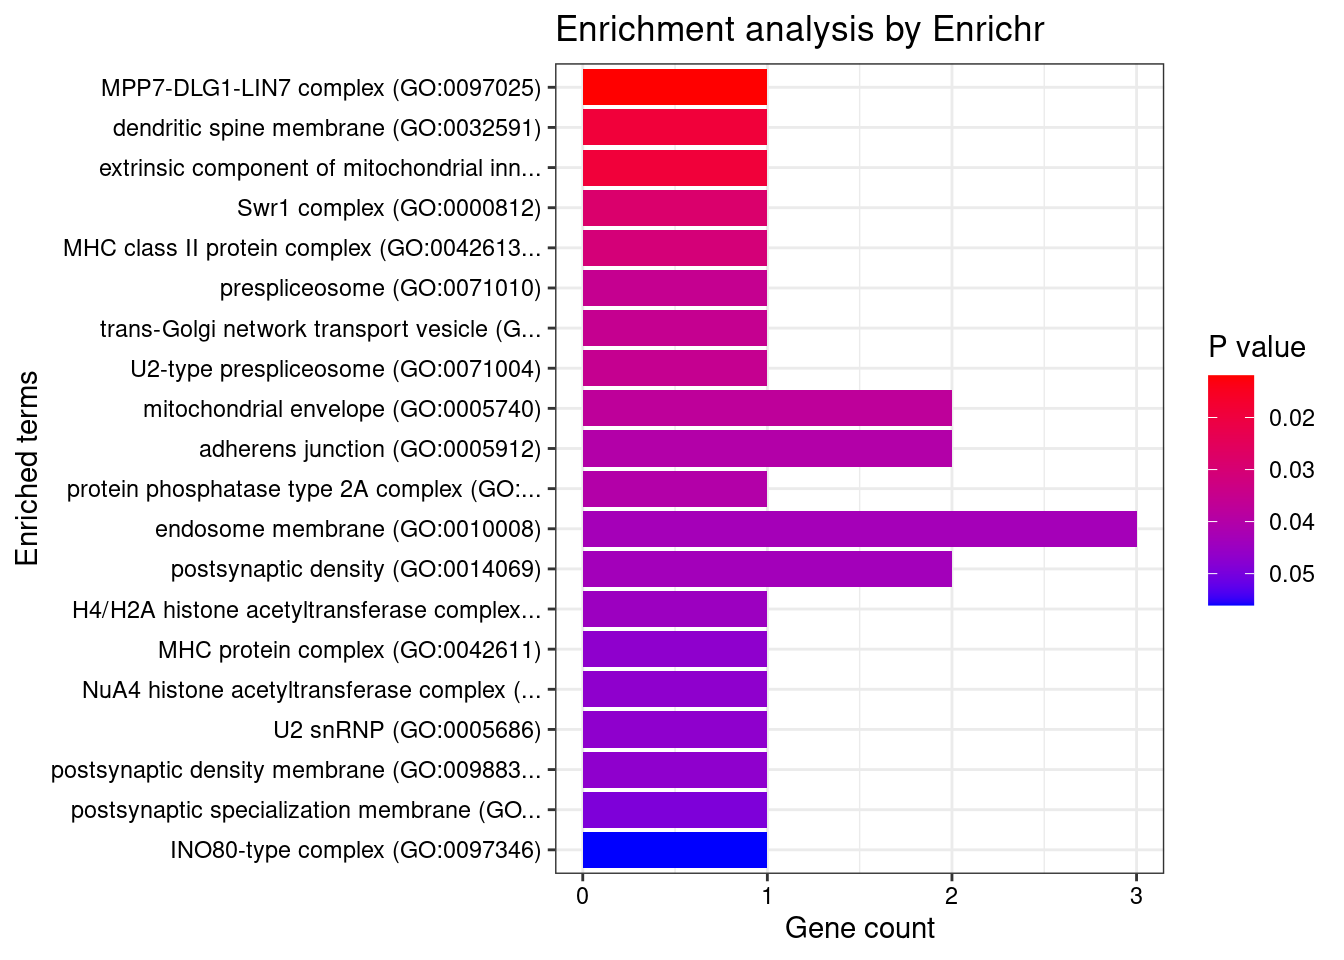 Enrichment analysis by Enrichr
MPP7-DLG1-LIN7 complex (GO:0097025)
dendritic spine membrane (GO:0032591)
extrinsic component of mitochondrial inn...
Swr1 complex (GO:0000812)
MHC class II protein complex (GO:0042613...
prespliceosome (GO:0071010)
trans-Golgi network transport vesicle (G...
U2-type prespliceosome (GO:0071004)
mitochondrial envelope (GO:0005740)
adherens junction (GO:0005912)
protein phosphatase type 2A complex (GO:...
endosome membrane (GO:0010008)
postsynaptic density (GO:0014069)
H4/H2A histone acetyltransferase complex...
MHC protein complex (GO:0042611)
NuA4 histone acetyltransferase complex (...
U2 snRNP (GO:0005686)
postsynaptic density membrane (GO:009883...
postsynaptic specialization membrane (GO...
INO80-type complex (GO:0097346)
Enriched terms
0 1 2 3
Gene count
P value
0.02
0.03
0.04
0.05